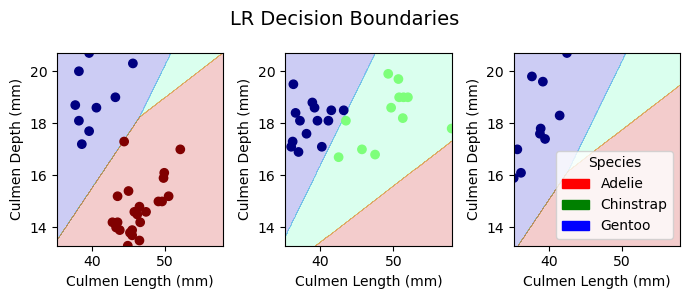 LR Decision Boundaries
20
18
16
14
Culmen Depth (mm)
40
50
Culmen Length (mm)
20
18
16
14
Culmen Depth (mm)
40
50
Culmen Length (mm)
20
18
16
14
Culmen Depth (mm)
40
50
Culmen Length (mm)
Species
Adelie
Chinstrap
Gentoo